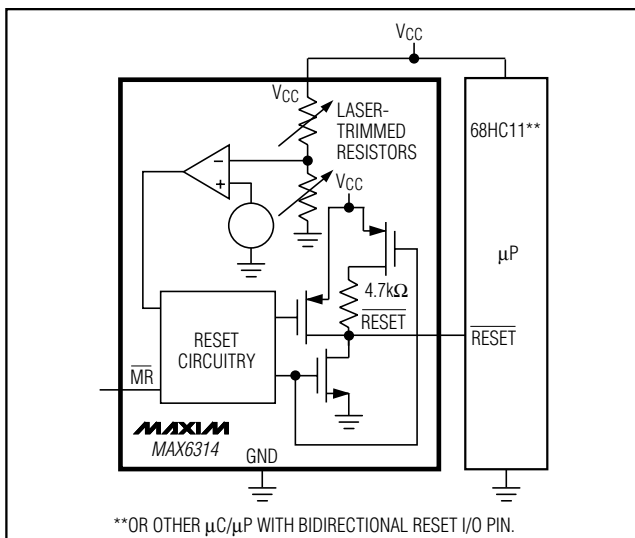 VCC
VCC
LASER-
TRIMMED
RESISTORS
68HC11**
−
+
VCC
µP
4.7kΩ
RESET
RESET
CIRCUITRY
RESET
MR
MAXIM
MAX6314
GND
**OR OTHER µC/µP WITH BIDIRECTIONAL RESET I/O PIN.